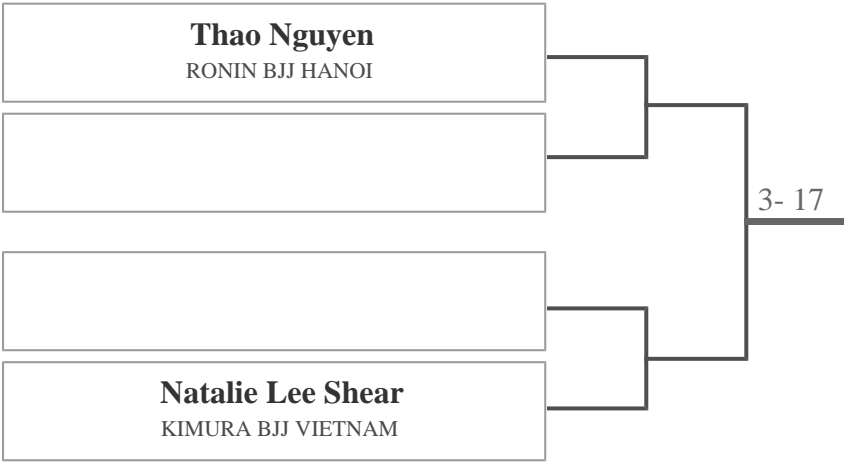 Thao Nguyen
RONIN BJJ HANOI
3- 17
Natalie Lee Shear
KIMURA BJJ VIETNAM